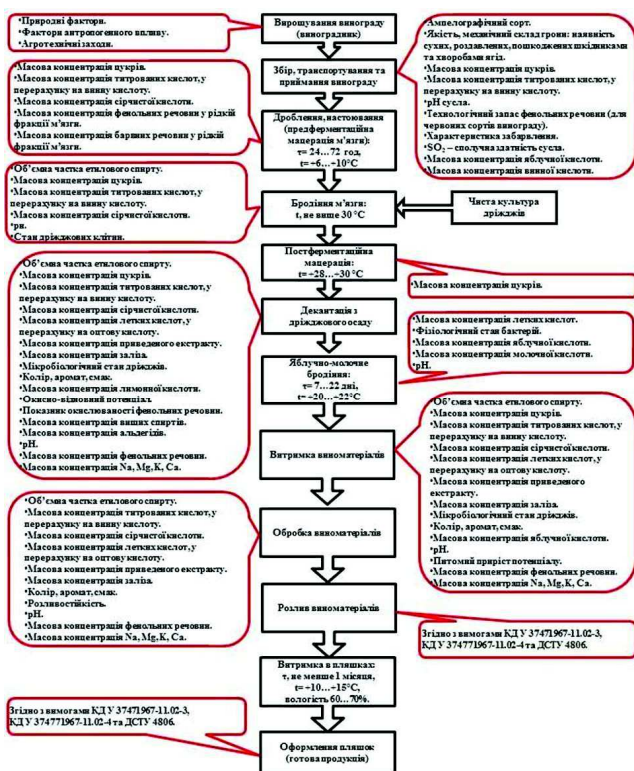 •Природні фактори.
•Фактори антропогенного впливу.
•Агротехнічні заходи.
Вирощування винограду
(виноградник)
•Ампелографічний сорт.
•Якість, механічний склад грони: наявність
сухих, роздавлених, пошкоджених шкідниками
та хворобами ягід.
•Масова концентрація цукрів.
•Масова концентрація титрованих кислот, у
перерахунку на винну кислоту.
•pH сусла.
•Технологічний запас фенольних речовин (для
червоних сортів винограду).
•Характеристика забарвлення.
•SO₂ – сполучна здатність сусла.
•Масова концентрація яблучної кислоти.
•Масова концентрація винної кислоти.
Збір, транспортування та
приймання винограду
•Масова концентрація цукрів.
•Масова концентрація титрованих кислот, у
перерахунку на винну кислоту.
•Масова концентрація сірчистої кислоти.
•Масова концентрація фенольних речовин у рідкій
фракції м'язги.
•Масова концентрація барвних речовин у рідкій
фракції м'язги.
Дроблення, настоювання
(предферментаційна
мацерація м'язги):
τ= 24…72 год,
t= +6…+10°C
•Об'ємна частка етилового спирту.
•Масова концентрація цукрів.
•Масова концентрація титрованих кислот, у
перерахунку на винну кислоту.
•Масова концентрація сірчистої кислоти.
•рн.
•Стан дріжджових клітин.
Бродіння м'язги:
t, не вище 30 °C
Чиста культура
дріжджів
Постферментаційна
мацерація:
t= +28…+30 °C
•Масова концентрація цукрів.
•Об'ємна частка етилового спирту.
•Масова концентрація цукрів.
•Масова концентрація титрованих кислот, у
перерахунку на винну кислоту.
•Масова концентрація сірчистої кислоти.
•Масова концентрація летких кислот, у
перерахунку на оцтову кислоту.
•Масова концентрація приведеного екстракту.
•Масова концентрація заліза.
•Мікробіологічний стан дріжджів.
•Колір, аромат, смак.
•Масова концентрація лимонної кислоти.
•Окисно-відновний потенціал.
•Показник окислюваності фенольних речовин.
•Масова концентрація вищих спиртів.
•Масова концентрація альдегідів.
•pH.
•Масова концентрація фенольних речовин.
•Масова концентрація Na, Mg, K, Ca.
Декантація з
дріжджового осаду
•Масова концентрація летких кислот.
•Фізіологічний стан бактерій.
•Масова концентрація яблучної кислоти.
•Масова концентрація молочної кислоти.
•pH.
Яблучно-молочне
бродіння:
τ= 7…22 дні,
t= +20…+22°C
Витримка виноматеріалів
•Об'ємна частка етилового спирту.
•Масова концентрація цукрів.
•Масова концентрація титрованих кислот, у
перерахунку на винну кислоту.
•Масова концентрація сірчистої кислоти.
•Масова концентрація летких кислот, у
перерахунку на оцтову кислоту.
•Масова концентрація приведеного
екстракту.
•Масова концентрація заліза.
•Мікробіологічний стан дріжджів.
•Колір, аромат, смак.
•Масова концентрація яблучної кислоти.
•pH.
•Питомий приріст потенціалу.
•Масова концентрація фенольних речовин.
•Масова концентрація Na, Mg, K, Ca.
•Об'ємна частка етилового спирту.
•Масова концентрація титрованих кислот, у
перерахунку на винну кислоту.
•Масова концентрація сірчистої кислоти.
•Масова концентрація летких кислот, у
перерахунку на оцтову кислоту.
•Масова концентрація приведеного екстракту.
•Масова концентрація заліза.
•Колір, аромат, смак.
•Розливостійкість.
•pH.
•Масова концентрація фенольних речовин.
•Масова концентрація Na, Mg, K, Ca.
Обробка виноматеріалів
Розлив виноматеріалів
Згідно з вимогами КД У 37471967-11.02-3,
КД У 374771967-11.02-4 та ДСТУ 4806.
Витримка в пляшках:
τ, не менше 1 місяця,
t= +10…+15°C,
вологість 60…70%.
Згідно з вимогами КД У 37471967-11.02-3,
КД У 374771967-11.02-4 та ДСТУ 4806.
Оформлення пляшок
(готова продукція)